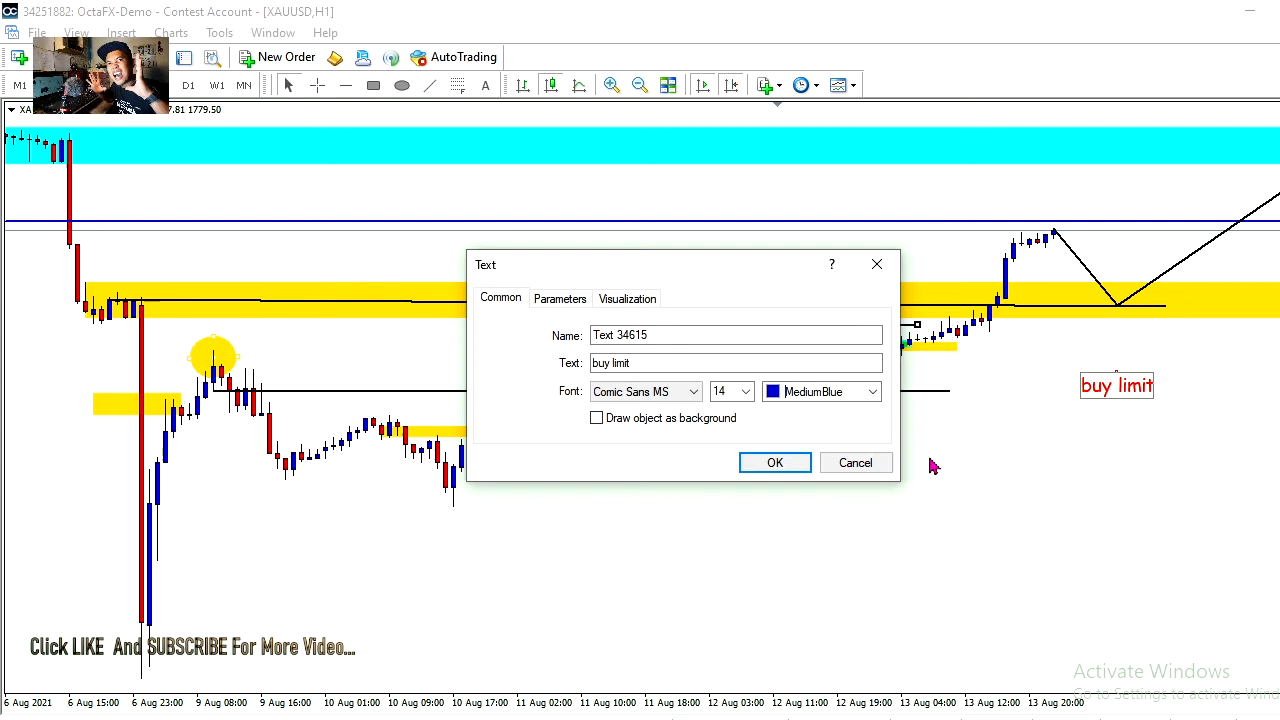 34251882: OctaFX-Demo - Contest Account - [XAUUSD,H1]
File View Insert Charts Tools Window Help
New Order AutoTrading
M1 D1 W1 MN A
1779.50
Text ?
Common Parameters Visualization
Name: Text 34615
Text: buy limit
Font: Comic Sans MS 14 MediumBlue
Draw object as background
OK Cancel
buy limit
Click LIKE And SUBSCRIBE For More Video...
Activate Windows
Go to Settings to activate Wind
6 Aug 2021 6 Aug 15:00 6 Aug 23:00 9 Aug 08:00 9 Aug 16:00 10 Aug 01:00 10 Aug 09:00 10 Aug 17:00 11 Aug 02:00 11 Aug 10:00 11 Aug 18:00 12 Aug 03:00 12 Aug 11:00 12 Aug 19:00 13 Aug 04:00 13 Aug 12:00 13 Aug 20:00